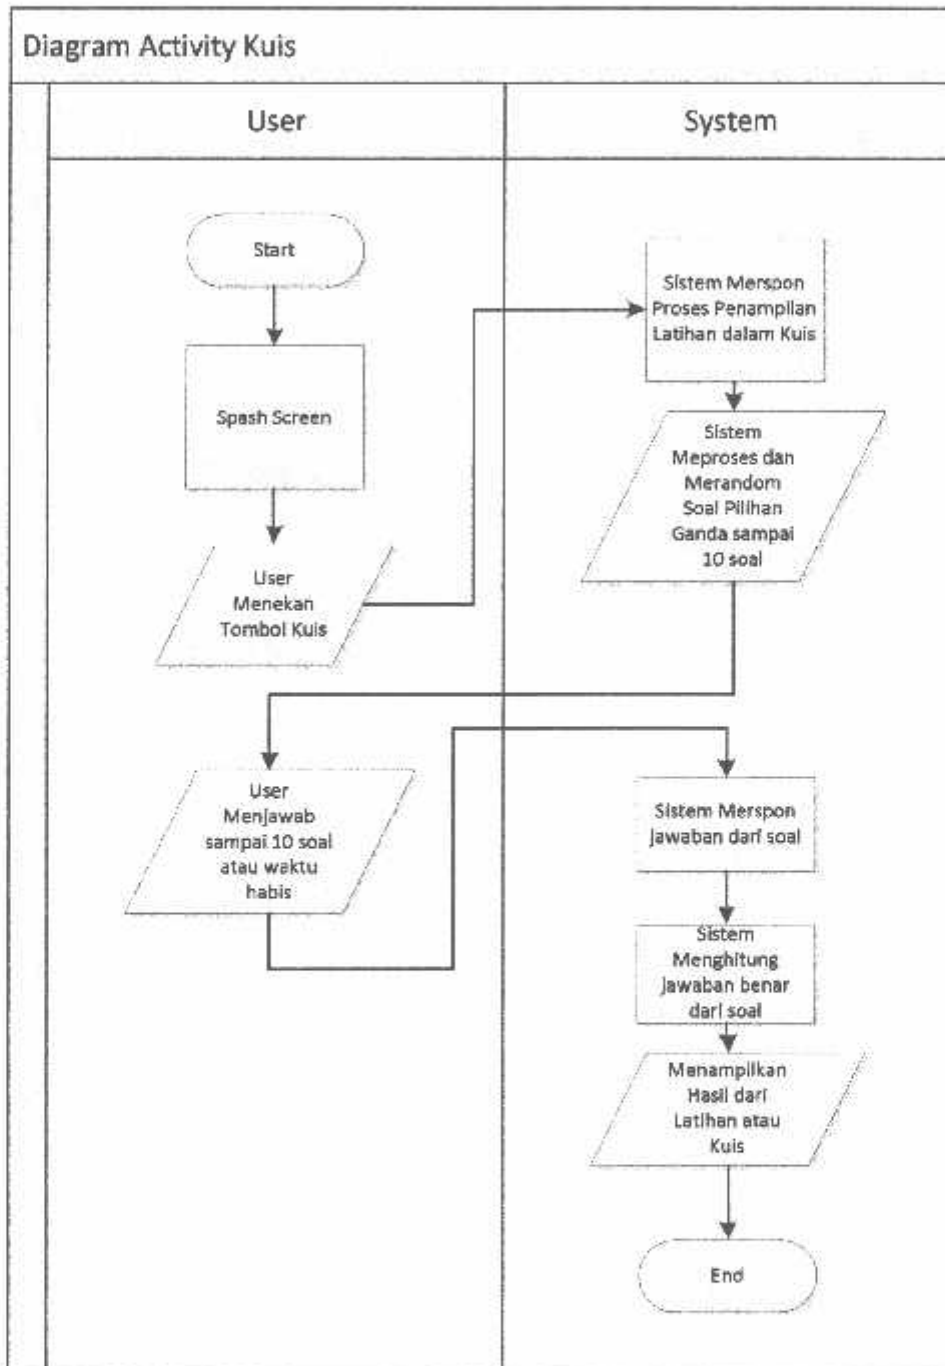 Diagram Activity Kuis
User
System
Start
Spash Screen
User
Menekan
Tombol Kuis
Sistem Merspon
Proses Penampilan
Latihan dalam Kuis
Sistem
Meproses dan
Merandom
Soal Pilihan
Ganda sampai
10 soal
User
Menjawab
sampai 10 soal
atau waktu
habis
Sistem Merspon
jawaban dari soal
Sistem
Menghitung
jawaban benar
dari soal
Menampilkan
Hasil dari
Latihan atau
Kuis
End